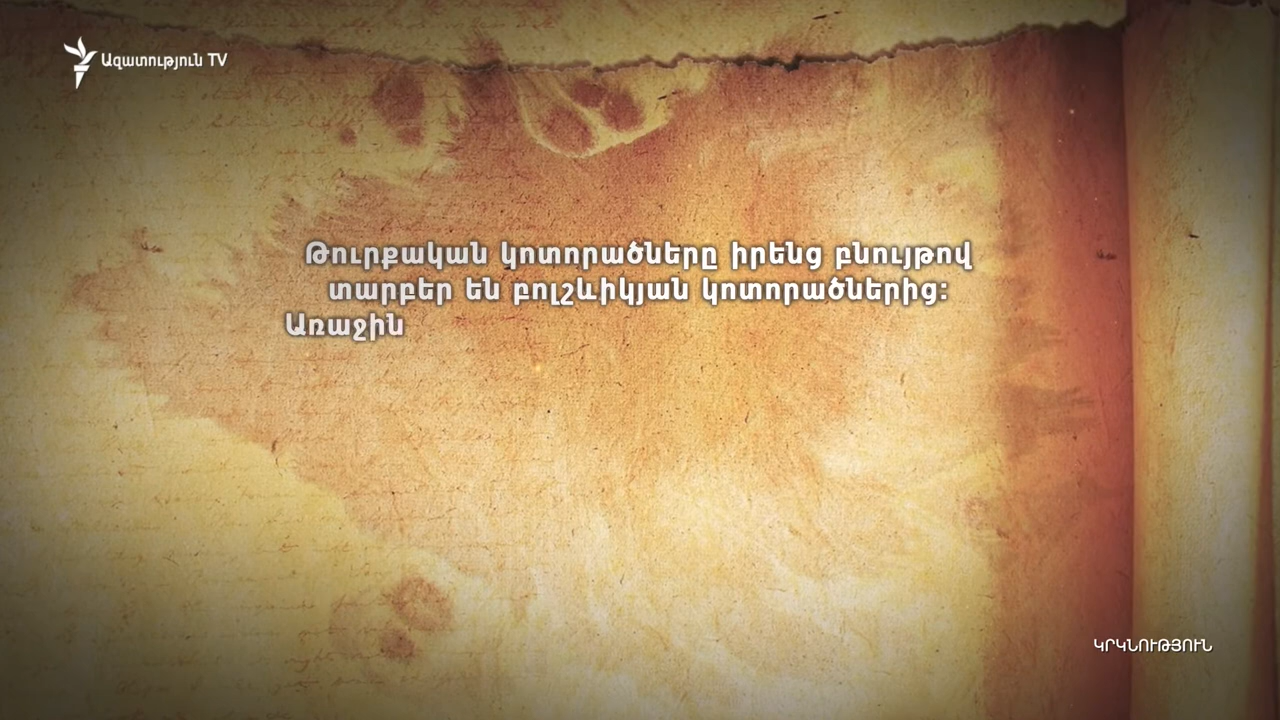 Ազատություն TV
Թուրքական կոտորածները իրենց բնույթով
տարբեր են բոլշևիկյան կոտորածներից:
Առաջին
ԿՐԿՆՈՒԹՅՈՒՆ